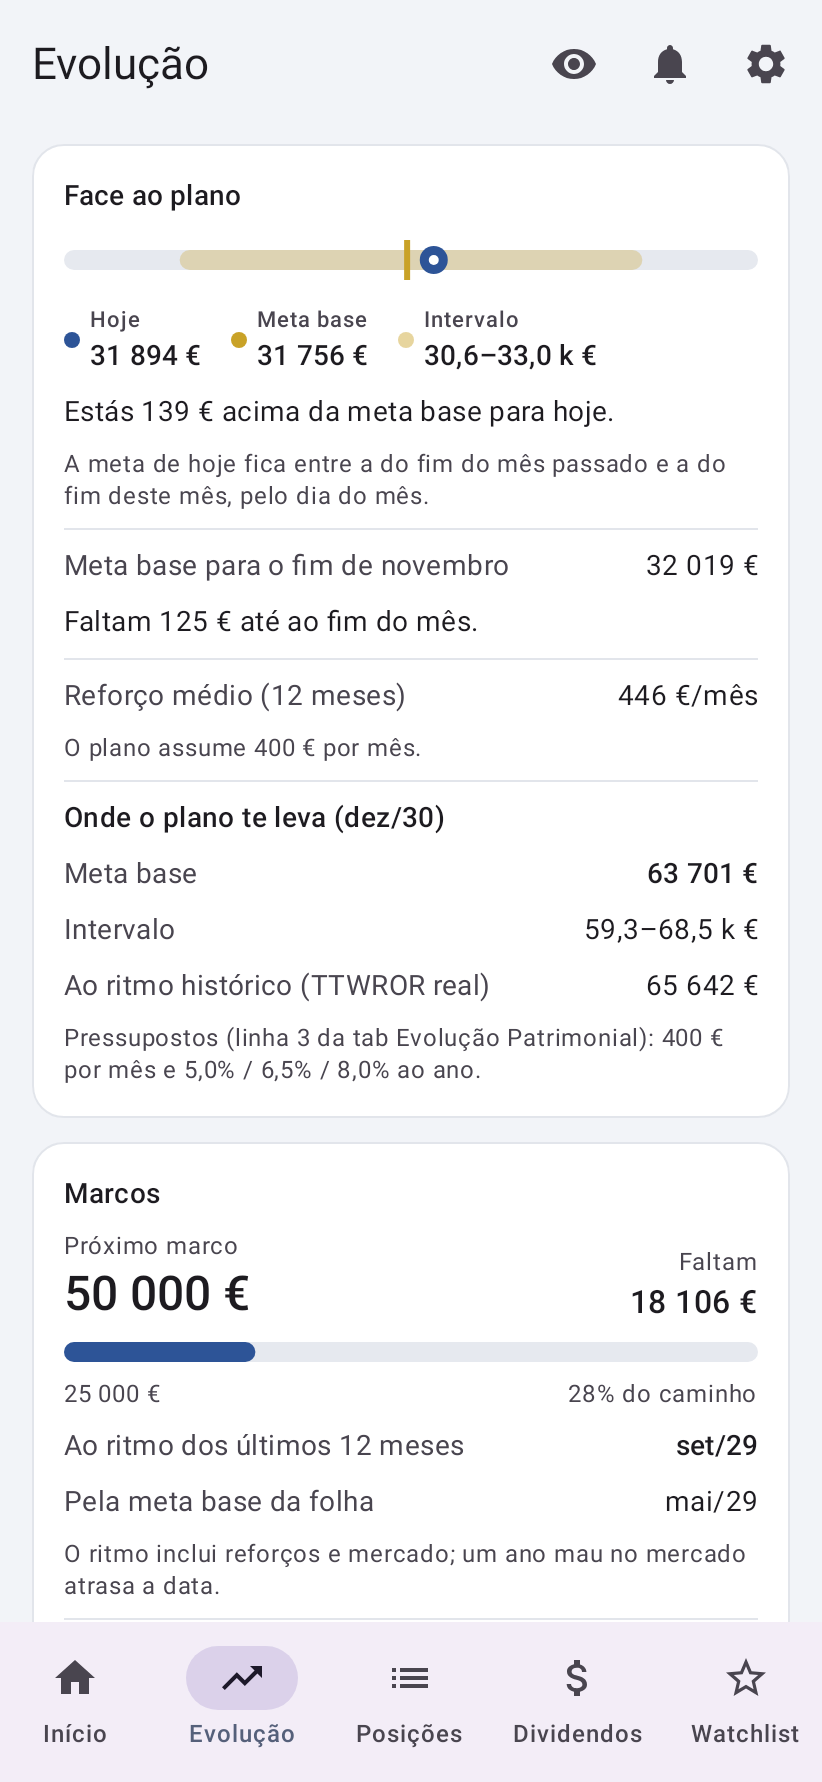 Evolução
Face ao plano
Hoje
31 894 €
Meta base
31 756 €
Intervalo
30,6–33,0 k €
Estás 139 € acima da meta base para hoje.
A meta de hoje fica entre a do fim do mês passado e a do
fim deste mês, pelo dia do mês.
Meta base para o fim de novembro 32 019 €
Faltam 125 € até ao fim do mês.
Reforço médio (12 meses) 446 €/mês
O plano assume 400 € por mês.
Onde o plano te leva (dez/30)
Meta base 63 701 €
Intervalo 59,3–68,5 k €
Ao ritmo histórico (TTWROR real) 65 642 €
Pressupostos (linha 3 da tab Evolução Patrimonial): 400 €
por mês e 5,0% / 6,5% / 8,0% ao ano.
Marcos
Próximo marco
50 000 €
Faltam
18 106 €
25 000 € 28% do caminho
Ao ritmo dos últimos 12 meses set/29
Pela meta base da folha mai/29
O ritmo inclui reforços e mercado; um ano mau no mercado
atrasa a data.
Início Evolução Posições Dividendos Watchlist